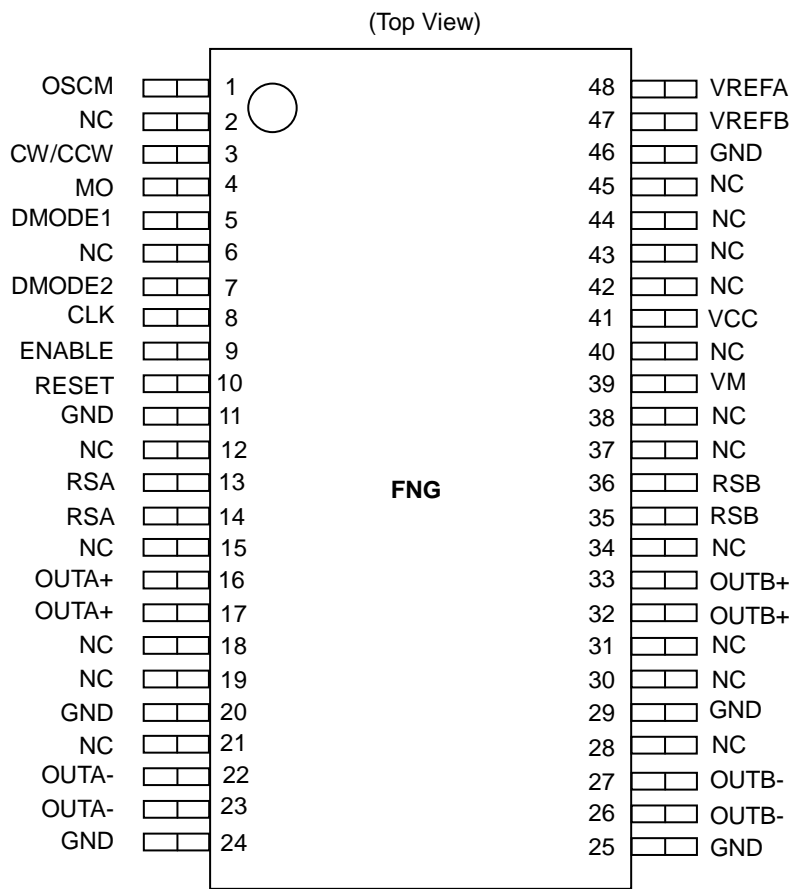 (Top View)
OSCM 1 48 VREFA
NC 2 47 VREFB
CW/CCW 3 46 GND
MO 4 45 NC
DMODE1 5 44 NC
NC 6 43 NC
DMODE2 7 42 NC
CLK 8 41 VCC
ENABLE 9 40 NC
RESET 10 39 VM
GND 11 38 NC
NC 12 37 NC
RSA 13 36 RSB
FNG
RSA 14 35 RSB
NC 15 34 NC
OUTA+ 16 33 OUTB+
OUTA+ 17 32 OUTB+
NC 18 31 NC
NC 19 30 NC
GND 20 29 GND
NC 21 28 NC
OUTA- 22 27 OUTB-
OUTA- 23 26 OUTB-
GND 24 25 GND